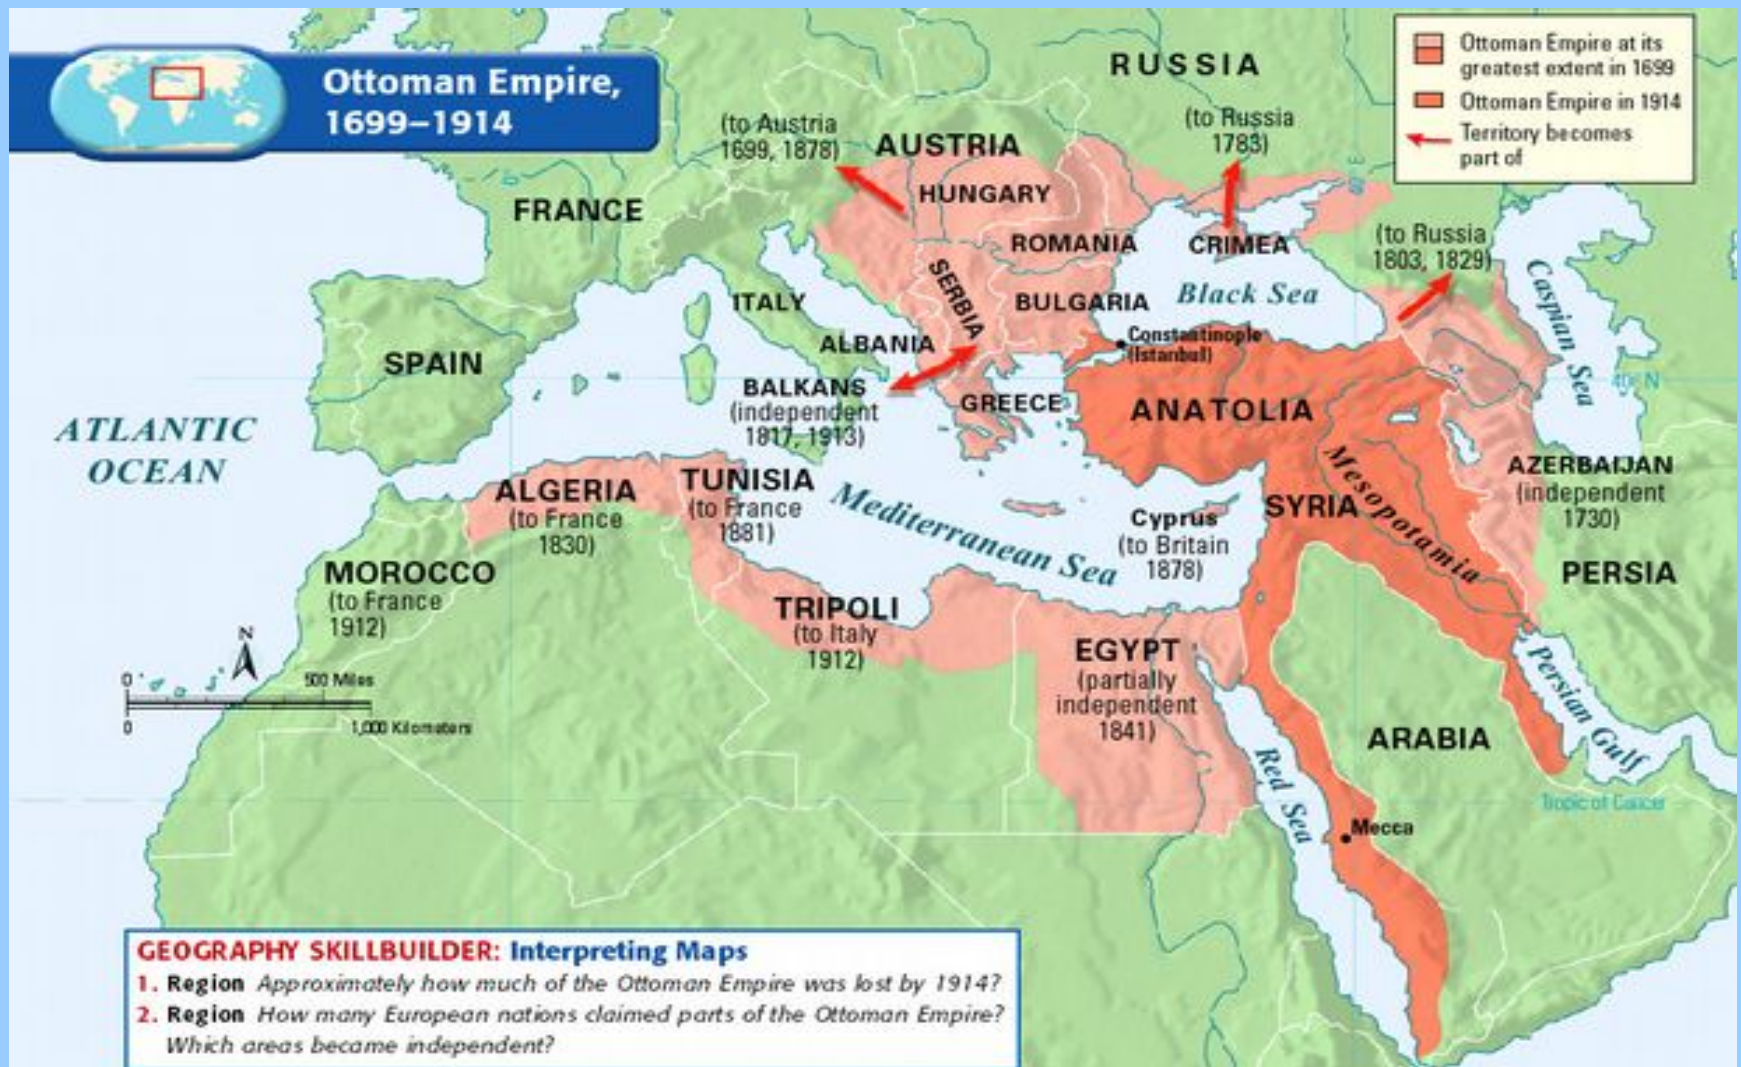 Ottoman Empire,
1699–1914
Ottoman Empire at its
greatest extent in 1699
Ottoman Empire in 1914
Territory becomes
part of
RUSSIA
(to Russia
1783)
(to Austria
1699, 1878)
AUSTRIA
HUNGARY
FRANCE
ROMANIA
CRIMEA
(to Russia
1803, 1829)
SERBIA
BULGARIA
Black Sea
Caspian Sea
ITALY
ALBANIA
Constantinople
(Istanbul)
SPAIN
BALKANS
(independent
1817, 1913)
GREECE
ANATOLIA
40° N
ATLANTIC
OCEAN
ALGERIA
(to France
1830)
TUNISIA
(to France
1881)
Mediterranean Sea
Cyprus
(to Britain
1878)
SYRIA
Mesopotamia
AZERBAIJAN
(independent
1730)
PERSIA
MOROCCO
(to France
1912)
TRIPOLI
(to Italy
1912)
EGYPT
(partially
independent
1841)
N
0
500 Miles
0
1,000 Kilometers
Persian Gulf
ARABIA
Red Sea
Tropic of Cancer
Mecca
GEOGRAPHY SKILLBUILDER: Interpreting Maps
1. Region Approximately how much of the Ottoman Empire was lost by 1914?
2. Region How many European nations claimed parts of the Ottoman Empire?
Which areas became independent?